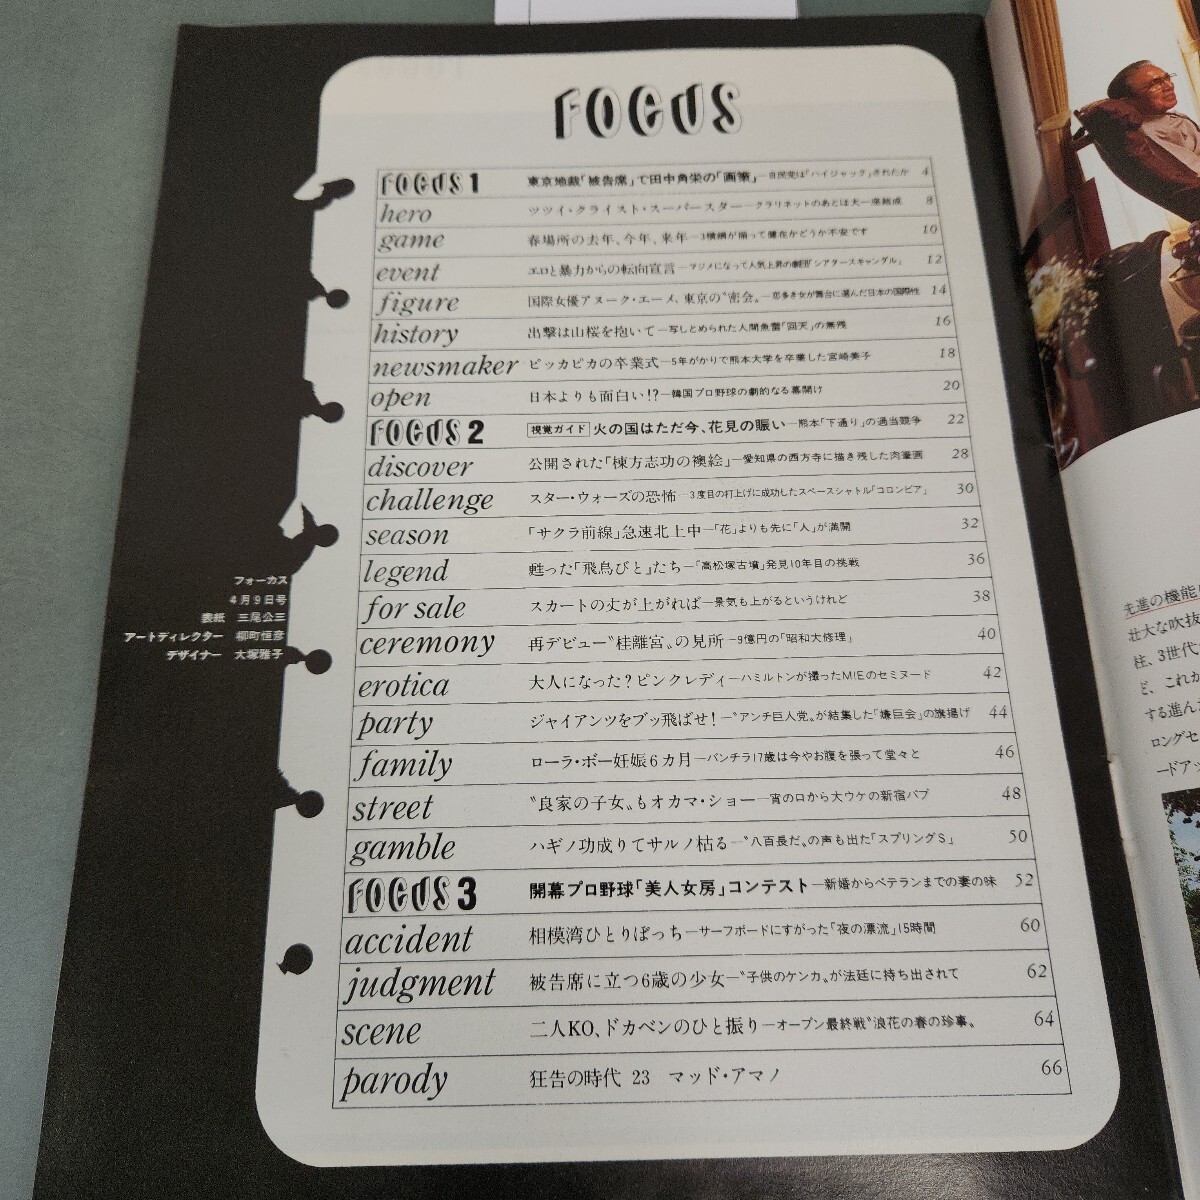 FOCUS
FOCUS 1 東京地裁「被告席」で田中角栄の「画策」―自民党は「ハイジャック」されたか 4
hero ツツイ・クライスト・スーパースター―クラリネットのあとは犬一座結成 8
game 春場所の去年、今年、来年―3横綱が揃って健在かどうか不安です 10
event エロと暴力からの転向宣言―マジメになって人気上昇の劇団「シアタースキャンダル」 12
figure 国際女優アヌーク・エーメ、東京の〝密会〟―恋多き女が舞台に選んだ日本の国際性 14
history 出撃は山桜を抱いて―写しとめられた人間魚雷「回天」の無残 16
newsmaker ピッカピカの卒業式―5年がかりで熊本大学を卒業した宮崎美子 18
open 日本よりも面白い!?―韓国プロ野球の劇的なる幕開け 20
FOCUS 2 視覚ガイド 火の国はただ今、花見の賑い―熊本「下通り」の過当競争 22
discover 公開された「棟方志功の襖絵」―愛知県の西方寺に描き残した肉筆画 28
challenge スター・ウォーズの恐怖―3度目の打上げに成功したスペースシャトル「コロンビア」 30
season 「サクラ前線」急速北上中―「花」よりも先に「人」が満開 32
legend 甦った「飛鳥びと」たち―「高松塚古墳」発見10年目の挑戦 36
for sale スカートの丈が上がれば―景気も上がるというけれど 38
ceremony 再デビュー〝桂離宮〟の見所―9億円の「昭和大修理」 40
erotica 大人になった?ピンクレディ―ハミルトンが撮ったMIEのセミヌード 42
party ジャイアンツをブッ飛ばせ!―〝アンチ巨人党〟が結集した「嫌巨会」の旗揚げ 44
family ローラ・ボー妊娠6カ月―パンチラ17歳は今やお腹を張って堂々と 46
street 〝良家の子女〟もオカマ・ショー―宵の口から大ウケの新宿パブ 48
gamble ハギノ功成りてサルノ枯る―〝八百長だ〟の声も出た「スプリングS」 50
FOCUS 3 開幕プロ野球「美人女房」コンテスト―新婚からベテランまでの妻の味 52
accident 相模湾ひとりぼっち―サーフボードにすがった「夜の漂流」15時間 60
judgment 被告席に立つ6歳の少女―〝子供のケンカ〟が法廷に持ち出されて 62
scene 二人KO、ドカベンのひと振り―オープン最終戦〝浪花の春の珍事〟 64
parody 狂告の時代 23 マッド・アマノ 66
フォーカス
4月9日号
表紙 三尾公三
アートディレクター 柳町恒彦
デザイナー 大塚雅子
先進の機能
壮大な吹抜
柱、3世代
ど、これか
する進ん
ロングセ
ードアッ